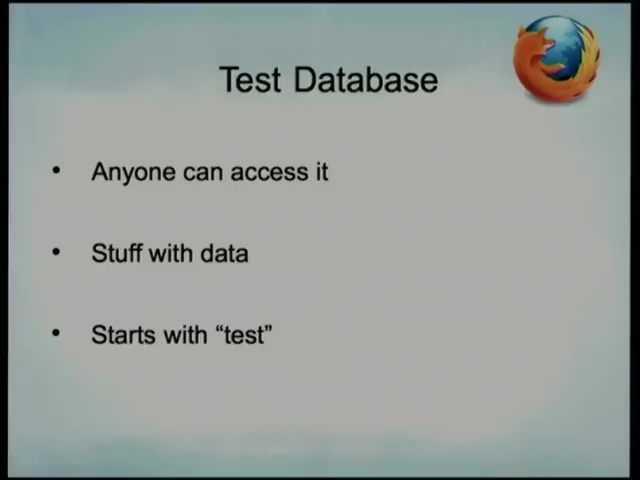 Test Database
• Anyone can access it
• Stuff with data
• Starts with “test”